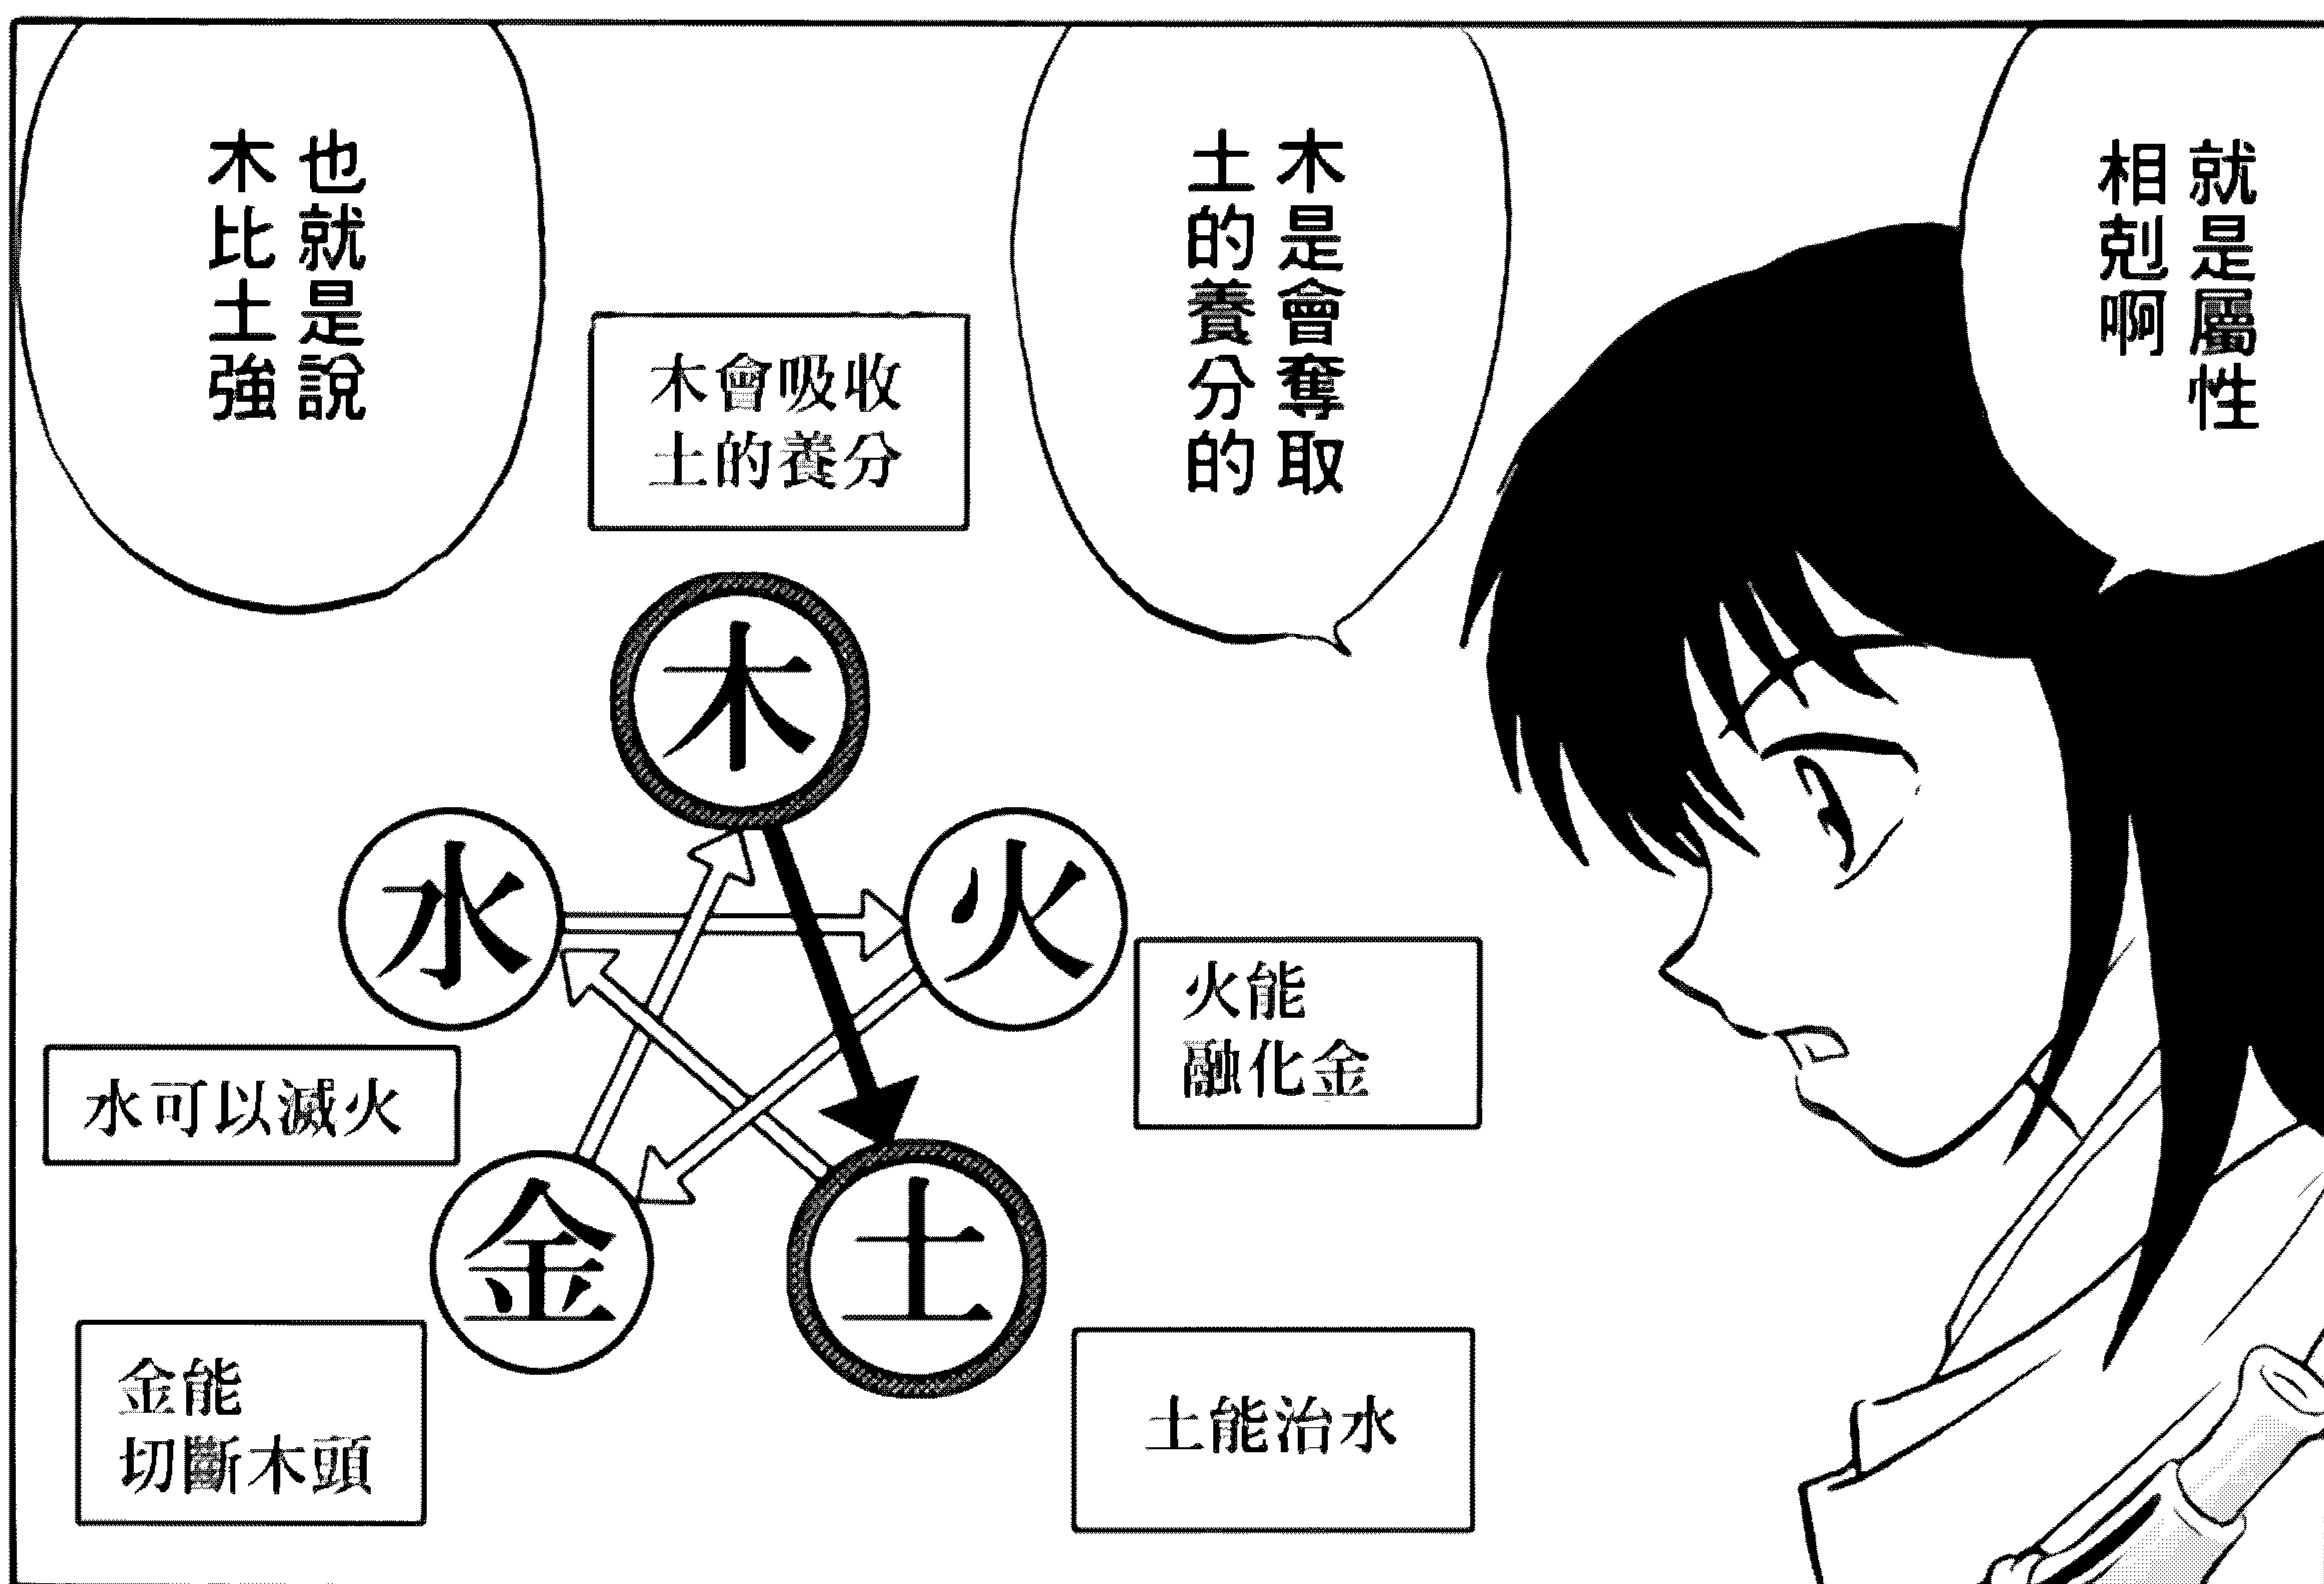 就是屬性
相剋啊
木是會奪取
土的養分的
也就是說
木比土強
木會吸收
土的養分
木
水
火
火能
融化金
水可以滅火
金
土
金能
切斷木頭
土能治水